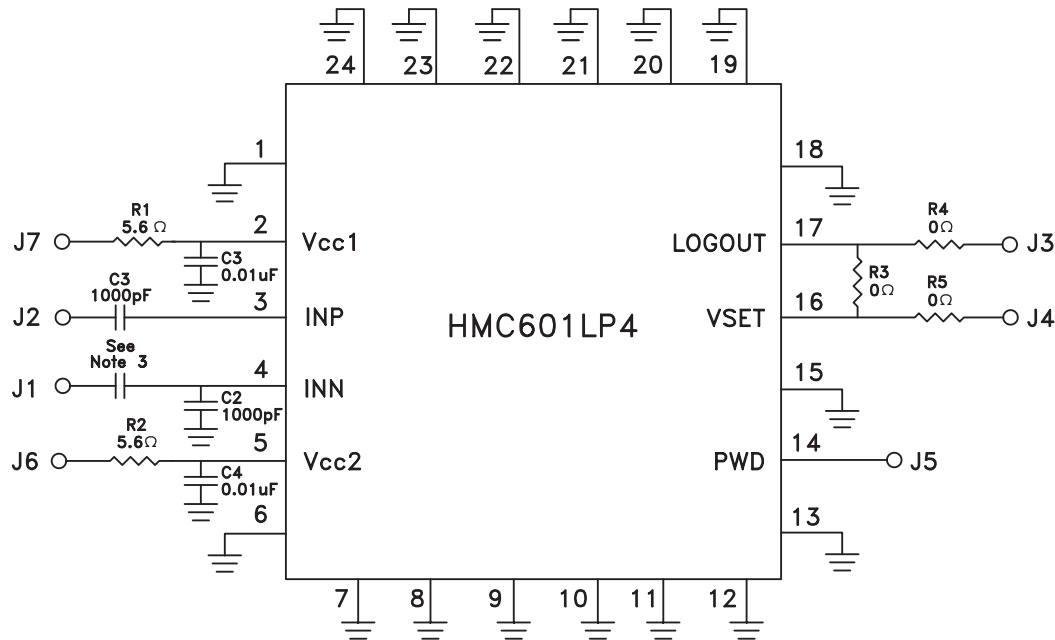 24 23 22 21 20 19
1
18
R1
5.6 Ω
J7
2
Vcc1
C3
0.01uF
C3
1000pF
J2
3
INP
See
Note 3
J1
4
INN
C2
1000pF
R2
5.6Ω
J6
5
Vcc2
C4
0.01uF
6
HMC601LP4
LOGOUT
17
R4
0Ω
J3
R3
0Ω
VSET
16
R5
0Ω
J4
15
PWD
14
J5
13
7 8 9 10 11 12